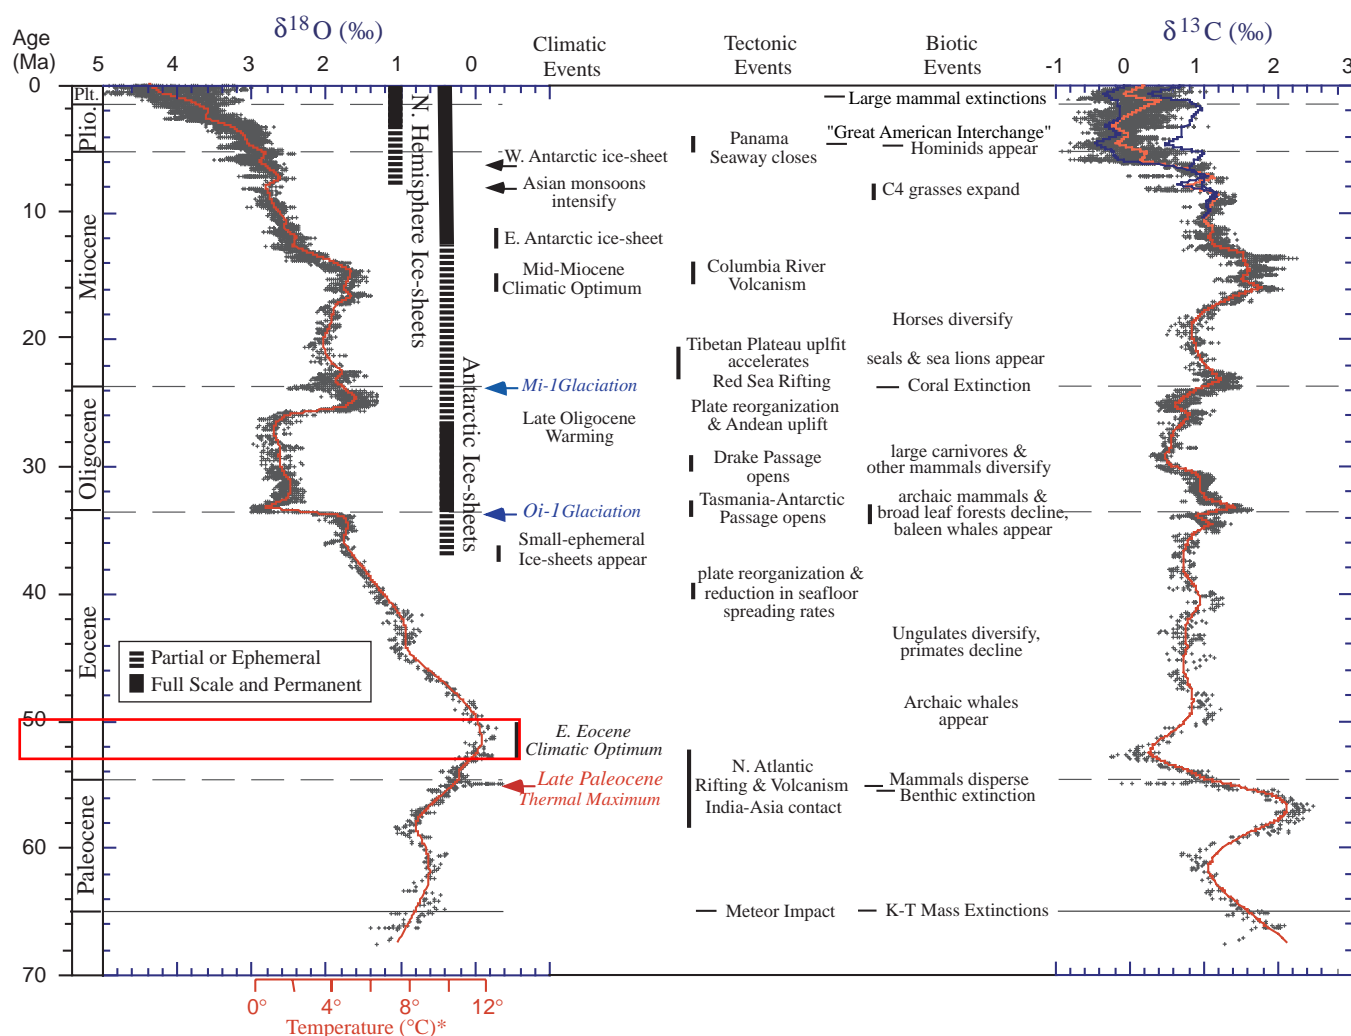 δ18O (‰)
δ13C (‰)
Age
(Ma)
Climatic
Events
Tectonic
Events
Biotic
Events
5
4
3
2
1
0
-1
0
1
2
3
0
10
20
30
40
50
60
70
Plt.
Plio.
Miocene
Oligocene
Eocene
Paleocene
N. Hemisphere Ice-sheets
Antarctic Ice-sheets
Partial or Ephemeral
Full Scale and Permanent
W. Antarctic ice-sheet
Asian monsoons
intensify
E. Antarctic ice-sheet
Mid-Miocene
Climatic Optimum
Mi-1Glaciation
Late Oligocene
Warming
Oi-1Glaciation
Small-ephemeral
Ice-sheets appear
E. Eocene
Climatic Optimum
Late Paleocene
Thermal Maximum
Panama
Seaway closes
Columbia River
Volcanism
Tibetan Plateau uplfit
accelerates
Red Sea Rifting
Plate reorganization
& Andean uplift
Drake Passage
opens
Tasmania-Antarctic
Passage opens
plate reorganization &
reduction in seafloor
spreading rates
N. Atlantic
Rifting & Volcanism
India-Asia contact
Meteor Impact
Large mammal extinctions
"Great American Interchange"
Hominids appear
C4 grasses expand
Horses diversify
seals & sea lions appear
Coral Extinction
large carnivores &
other mammals diversify
archaic mammals &
broad leaf forests decline,
baleen whales appear
Ungulates diversify,
primates decline
Archaic whales
appear
Mammals disperse
Benthic extinction
K-T Mass Extinctions
0°
4°
8°
12°
Temperature (°C)*